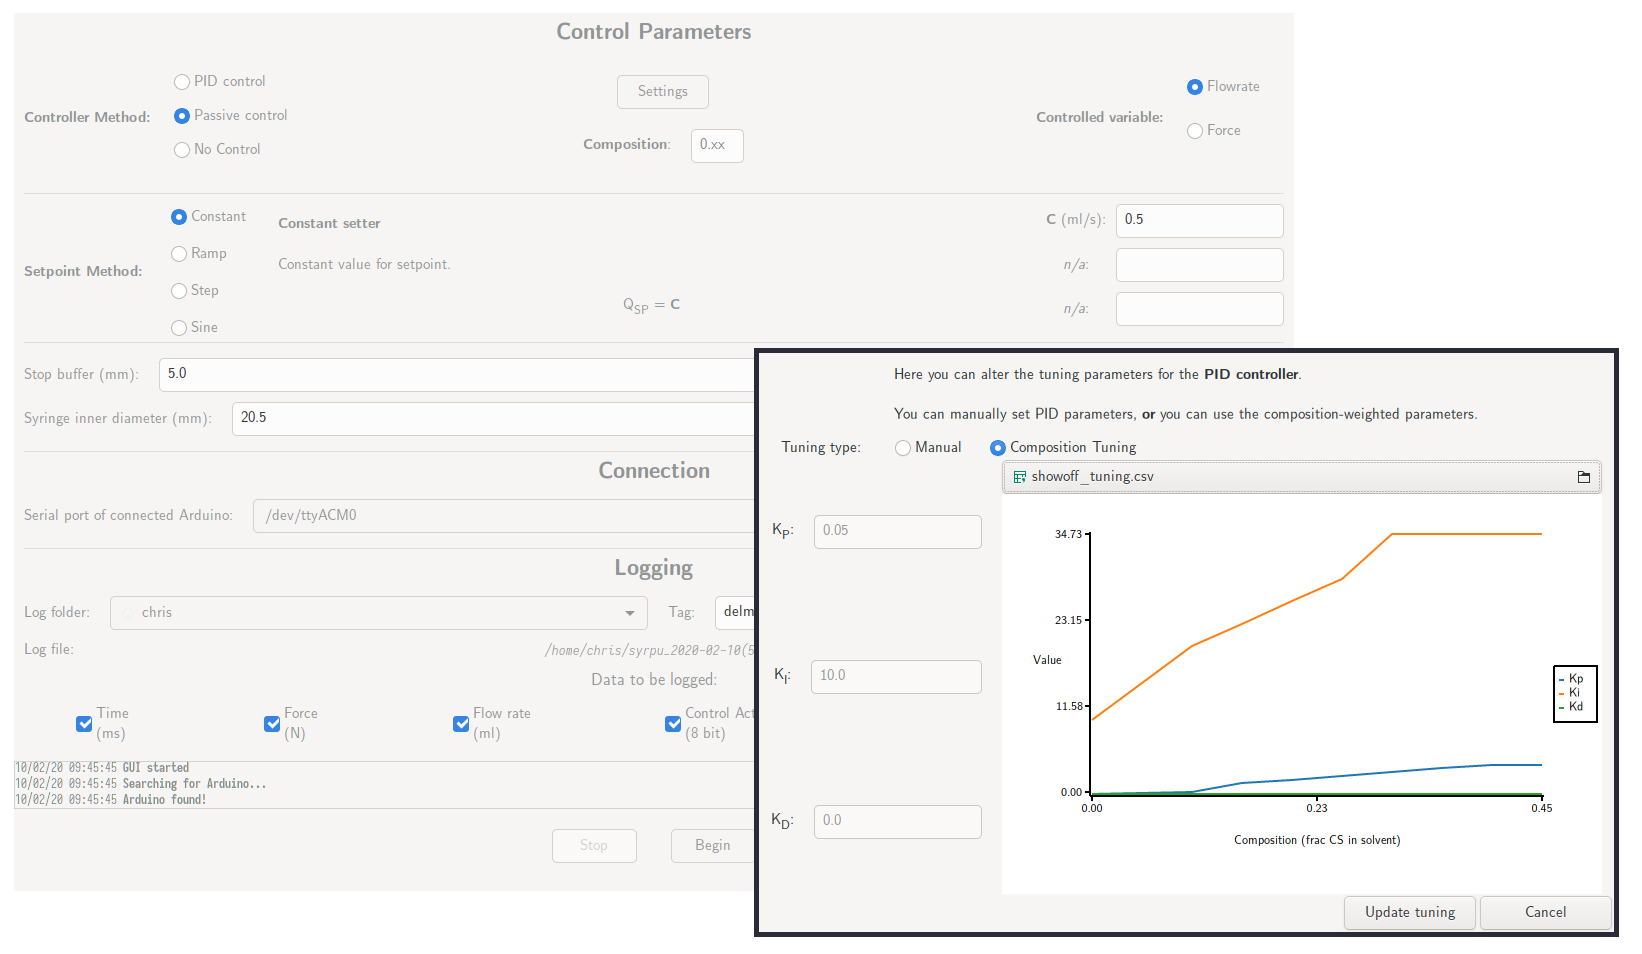 Control Parameters
Controller Method:
PID control
Passive control
No Control
Settings
Composition:
0.xx
Controlled variable:
Flowrate
Force
Setpoint Method:
Constant
Ramp
Step
Sine
Constant setter
Constant value for setpoint.
Q_SP = C
C (ml/s):
0.5
n/a:
n/a:
Stop buffer (mm):
5.0
Syringe inner diameter (mm):
20.5
Connection
Serial port of connected Arduino:
/dev/ttyACM0
Logging
Log folder:
chris
Tag:
delm
Log file:
/home/chris/syrpu_2020-02-10(5
Data to be logged:
Time
(ms)
Force
(N)
Flow rate
(ml)
Control Act
(8 bit)
10/02/20 09:45:45 GUI started
10/02/20 09:45:45 Searching for Arduino...
10/02/20 09:45:45 Arduino found!
Stop
Begin
Here you can alter the tuning parameters for the PID controller.
You can manually set PID parameters, or you can use the composition-weighted parameters.
Tuning type:
Manual
Composition Tuning
showoff_tuning.csv
K_P:
0.05
K_I:
10.0
K_D:
0.0
34.73
23.15
Value
11.58
0.00
0.00
0.23
0.45
Composition (frac CS in solvent)
Kp
Ki
Kd
Update tuning
Cancel